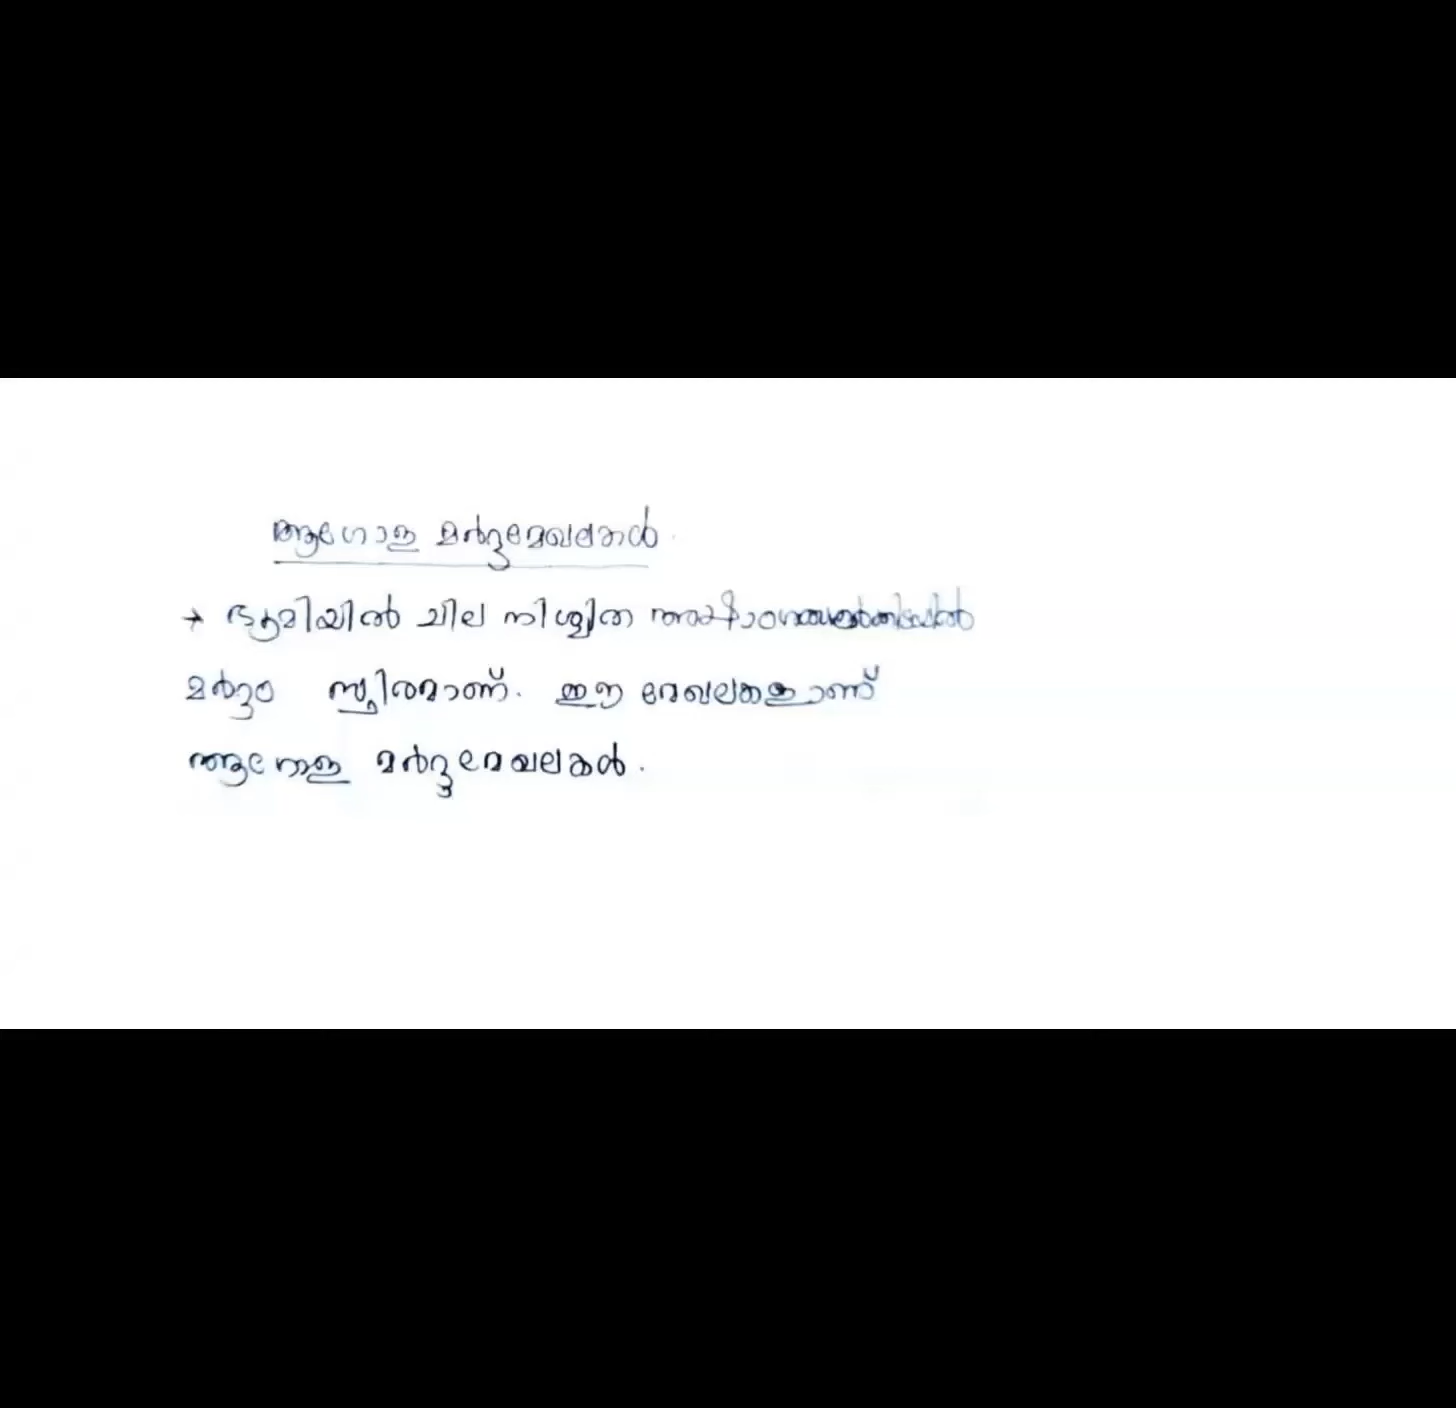 ആഗോള മർദ്ദമേഖലകൾ
→ ഭൂമിയിൽ ചില നിശ്ചിത
മർദ്ദം സ്ഥിരമാണ്. ഈ മേഖലകളാണ്
ആഗോള മർദ്ദമേഖലകൾ.